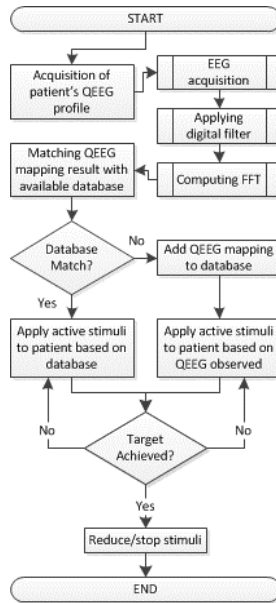 START
Acquisition of
patient's QEEG
profile
EEG
acquisition
Applying
digital filter
Computing FFT
Matching QEEG
mapping result with
available database
Database
Match?
No
Add QEEG mapping
to database
Yes
Apply active stimuli
to patient based on
database
Apply active stimuli
to patient based on
QEEG observed
No
No
Target
Achieved?
Yes
Reduce/stop stimuli
END